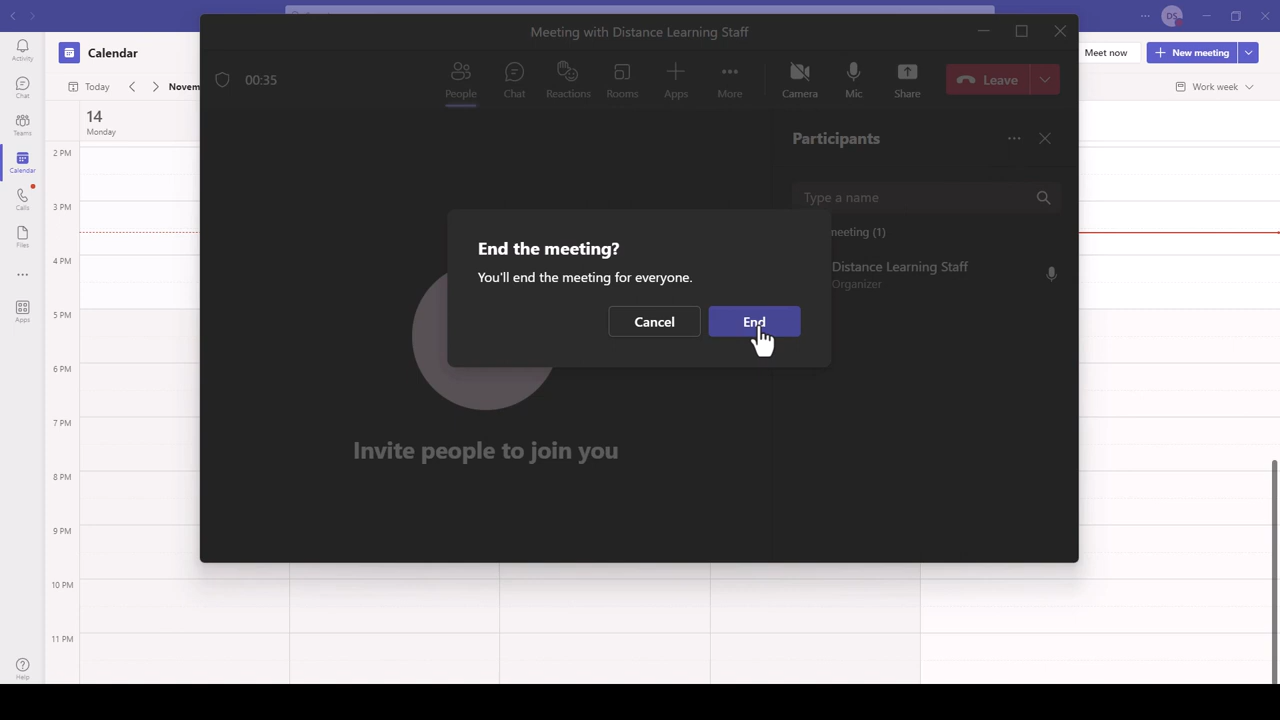 DS
Activity
Chat
Teams
Calendar
Calls
Files
Apps
Help
Calendar
Meet now
New meeting
Today
Novem
Work week
14
Monday
2 PM
3 PM
4 PM
5 PM
6 PM
7 PM
8 PM
9 PM
10 PM
11 PM
Meeting with Distance Learning Staff
00:35
People
Chat
Reactions
Rooms
Apps
More
Camera
Mic
Share
Leave
Participants
Type a name
meeting (1)
Distance Learning Staff
Organizer
End the meeting?
You'll end the meeting for everyone.
Cancel
End
Invite people to join you